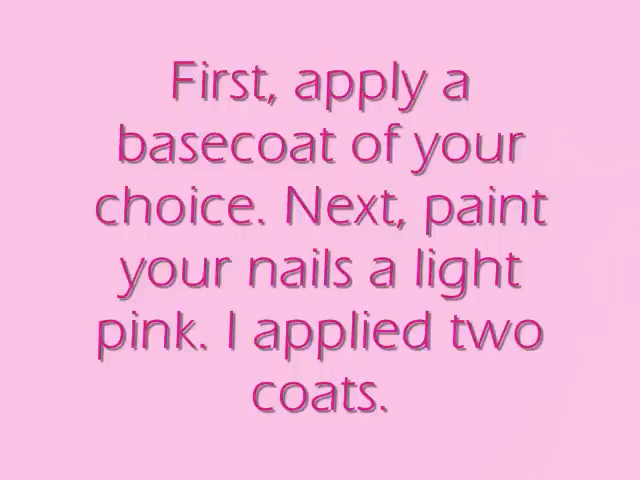 First, apply a
basecoat of your
choice. Next, paint
your nails a light
pink. I applied two
coats.